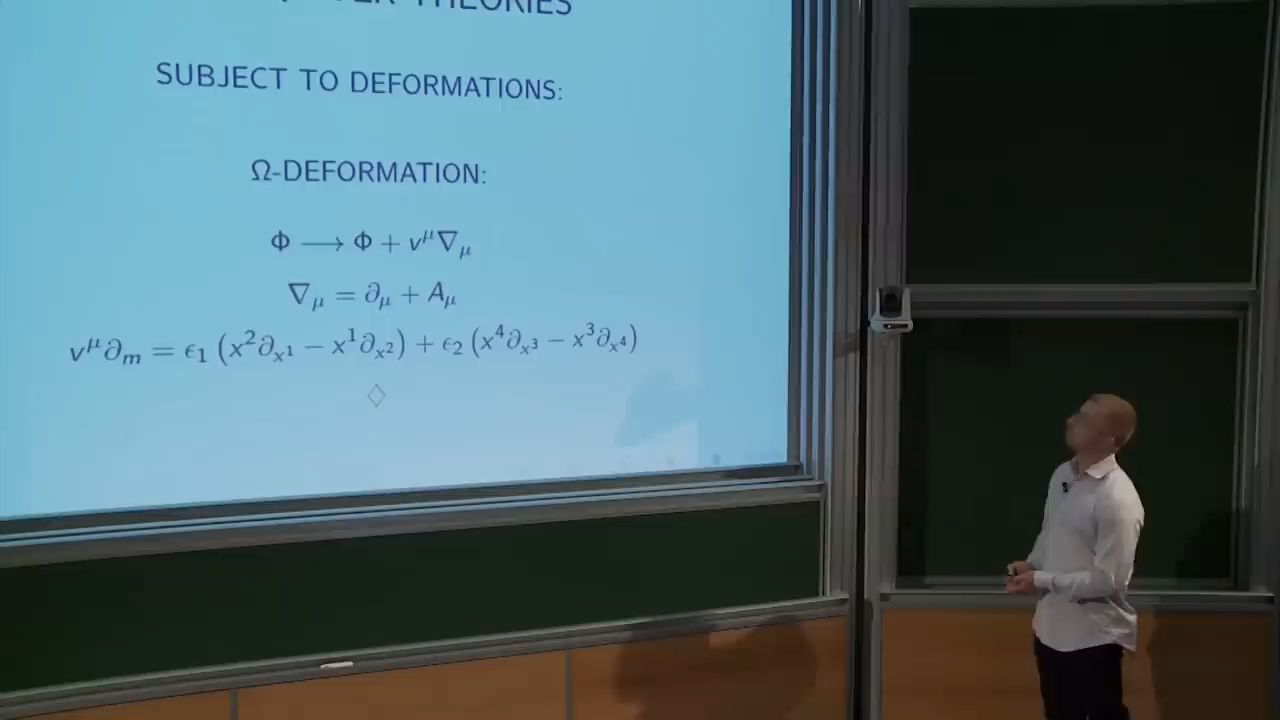 THEORIES
SUBJECT TO DEFORMATIONS:
Ω-DEFORMATION:
Φ ⟶ Φ + v^μ ∇_μ
∇_μ = ∂_μ + A_μ
v^μ ∂_m = ϵ_1 (x^2 ∂_{x^1} − x^1 ∂_{x^2}) + ϵ_2 (x^4 ∂_{x^3} − x^3 ∂_{x^4})
◇